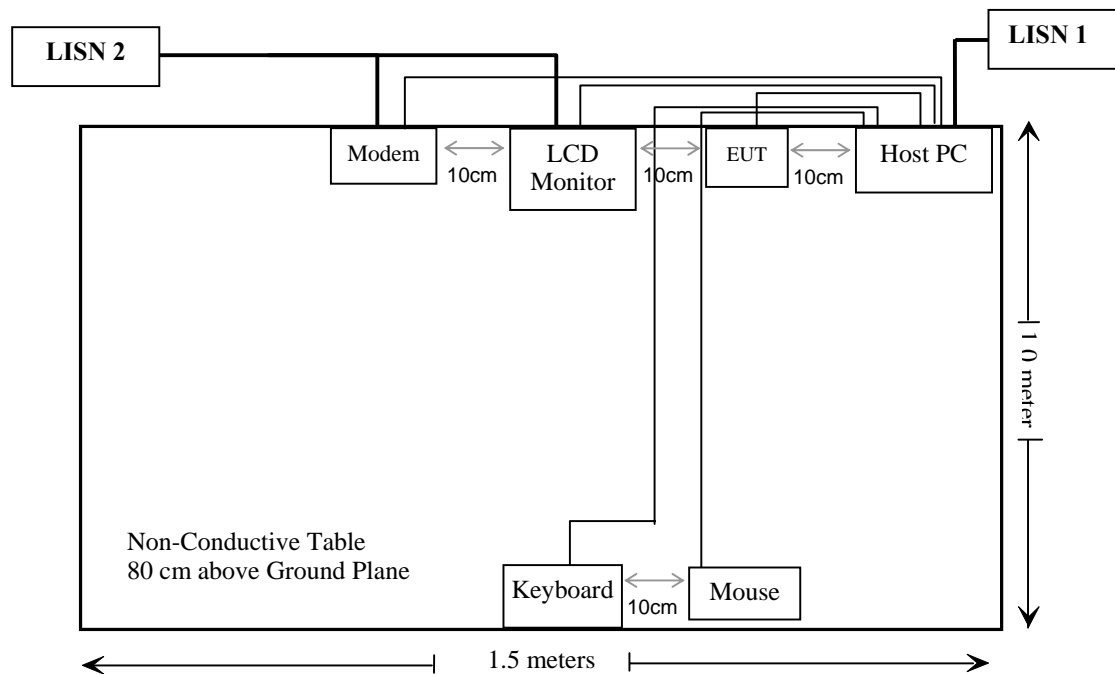 LISN 2
LISN 1
Modem
LCD
Monitor
EUT
Host PC
10cm
10cm
10cm
1.0 meter
Non-Conductive Table
80 cm above Ground Plane
Keyboard
10cm
Mouse
1.5 meters